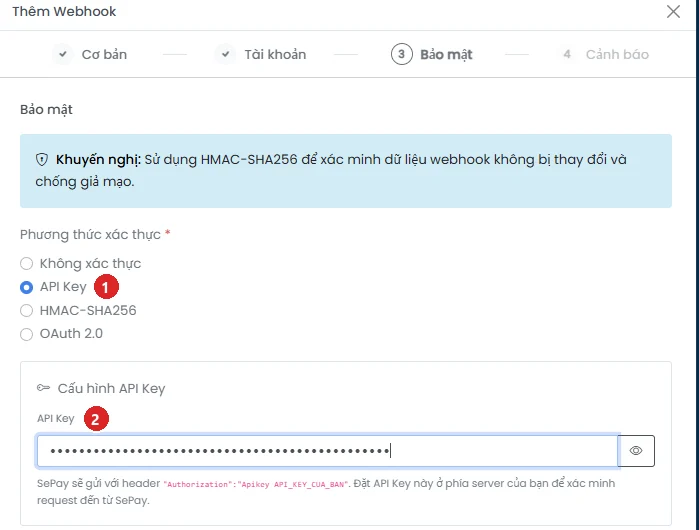 Thêm Webhook
Cơ bản
Tài khoản
3 Bảo mật
4 Cảnh báo
Bảo mật
Khuyến nghị: Sử dụng HMAC-SHA256 để xác minh dữ liệu webhook không bị thay đổi và
chống giả mạo.
Phương thức xác thực *
Không xác thực
API Key 1
HMAC-SHA256
OAuth 2.0
Cấu hình API Key
API Key 2
SePay sẽ gửi với header "Authorization":"Apikey API_KEY_CUA_BAN". Đặt API Key này ở phía server của bạn để xác minh
request đến từ SePay.